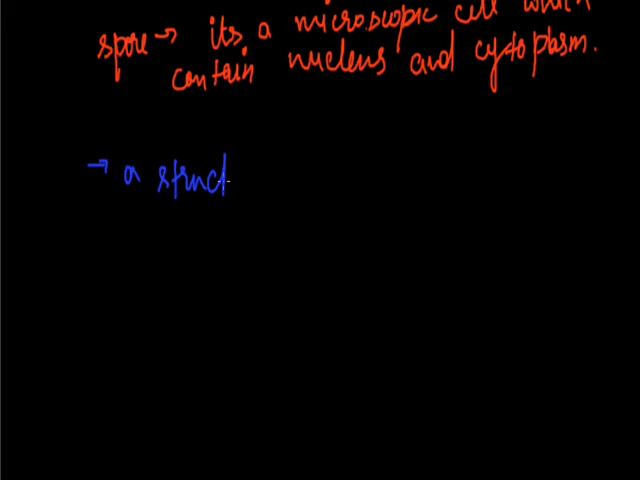 spore → its a microscopic cell which
contain nucleus and cytoplasm.
→ a struct